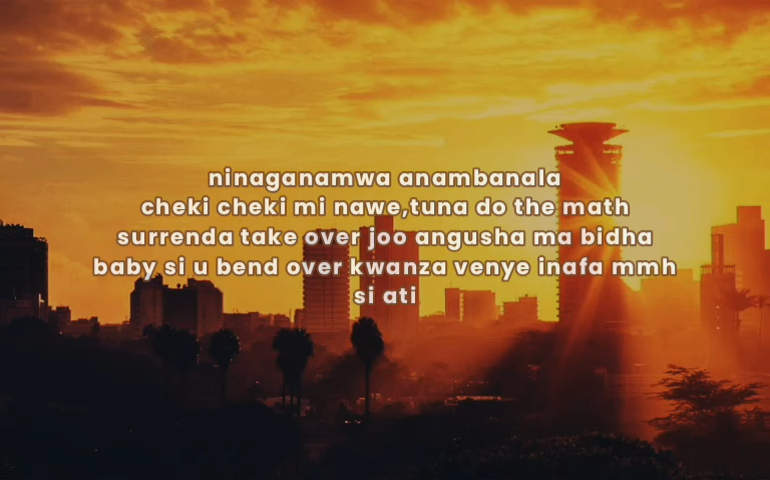 ninaganamwa anambanala
cheki cheki mi nawe,tuna do the math
surrenda take over joo angusha ma bidha
baby si u bend over kwanza venye inafa mmh
si ati